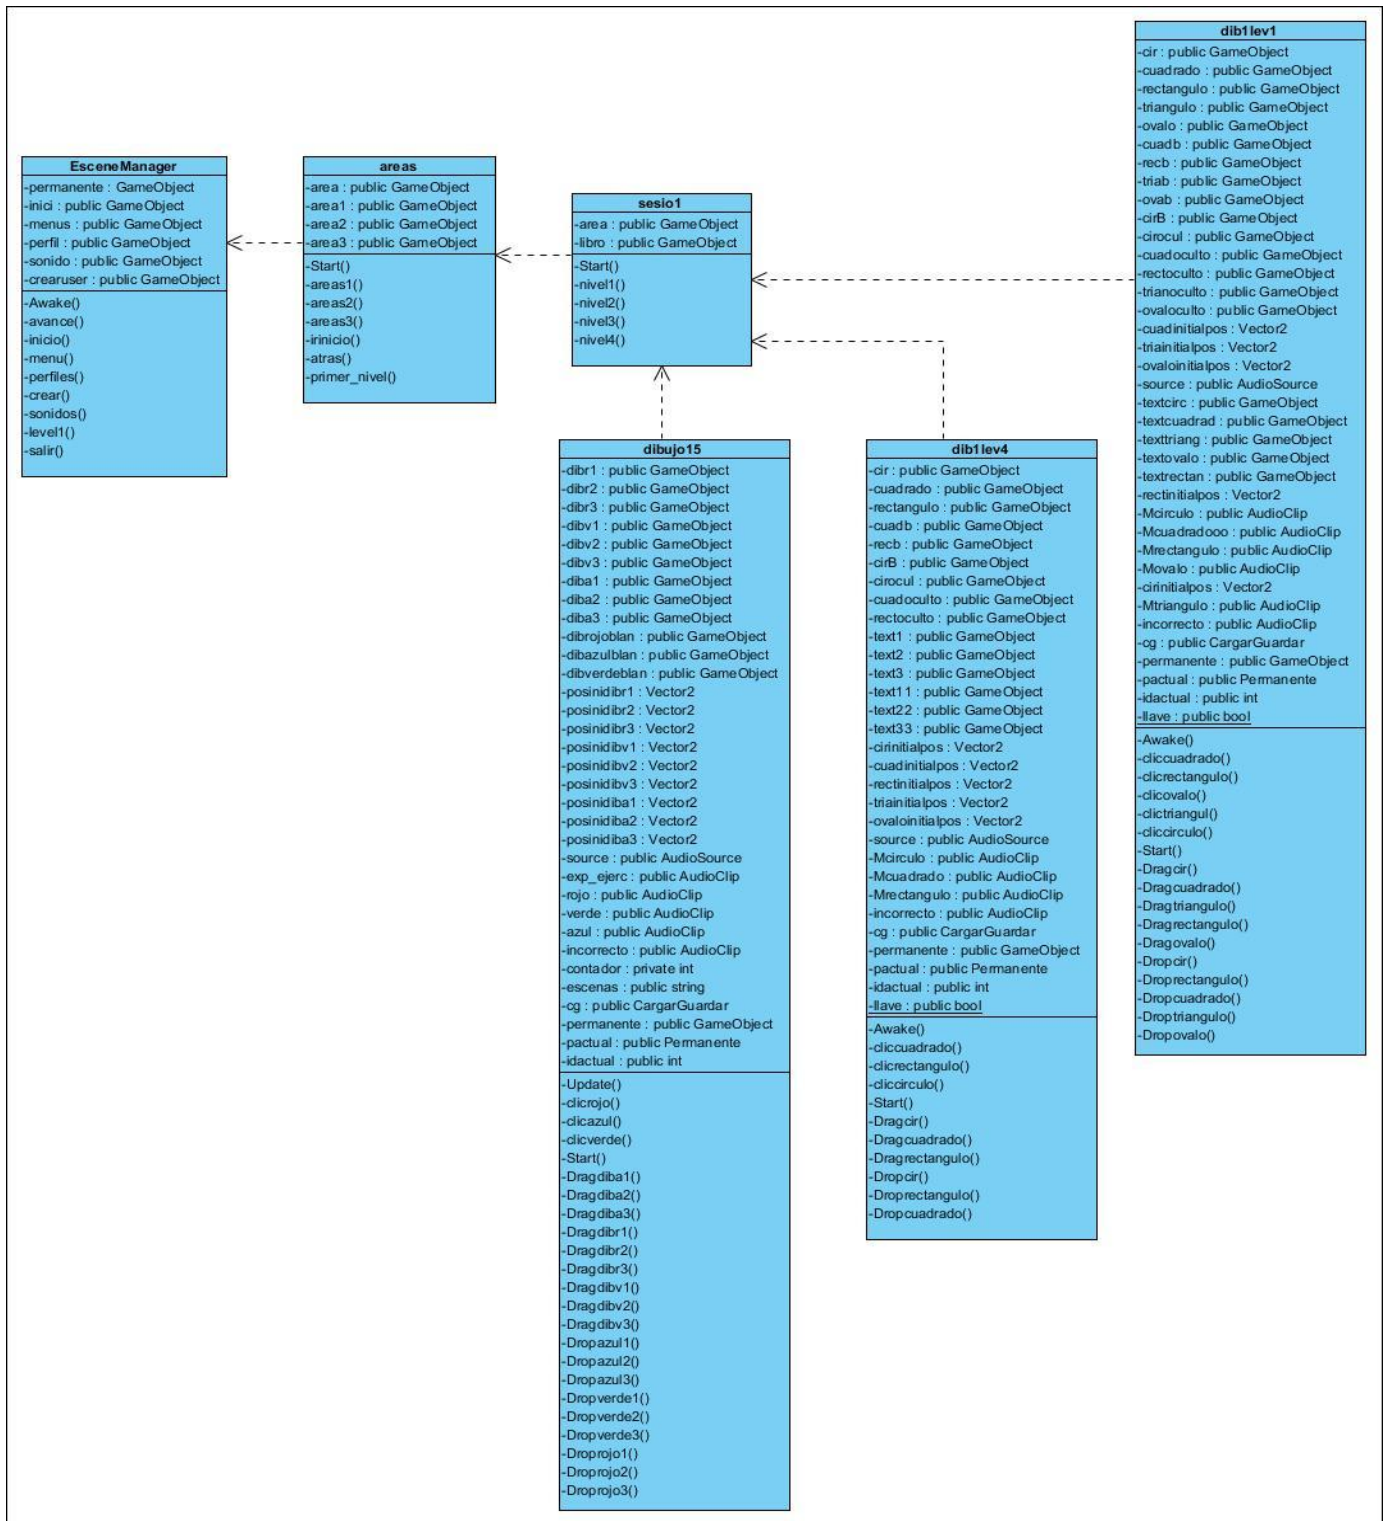 EsceneManager
-permanente : GameObject
-inici : public GameObject
-menus : public GameObject
-perfil : public GameObject
-sonido : public GameObject
-crearuser : public GameObject
-Awake()
-avance()
-inicio()
-menu()
-perfiles()
-crear()
-sonidos()
-level1()
-salir()
areas
-area : public GameObject
-area1 : public GameObject
-area2 : public GameObject
-area3 : public GameObject
-Start()
-areas1()
-areas2()
-areas3()
-irinicio()
-atras()
-primer_nivel()
sesio1
-area : public GameObject
-libro : public GameObject
-Start()
-nivel1()
-nivel2()
-nivel3()
-nivel4()
dibujo15
-dibr1 : public GameObject
-dibr2 : public GameObject
-dibr3 : public GameObject
-dibv1 : public GameObject
-dibv2 : public GameObject
-dibv3 : public GameObject
-diba1 : public GameObject
-diba2 : public GameObject
-diba3 : public GameObject
-dibrojoblan : public GameObject
-dibazulblan : public GameObject
-dibverdeblan : public GameObject
-posinidibr1 : Vector2
-posinidibr2 : Vector2
-posinidibr3 : Vector2
-posinidibv1 : Vector2
-posinidibv2 : Vector2
-posinidibv3 : Vector2
-posinidiba1 : Vector2
-posinidiba2 : Vector2
-posinidiba3 : Vector2
-source : public AudioSource
-exp_ejerc : public AudioClip
-rojo : public AudioClip
-verde : public AudioClip
-azul : public AudioClip
-incorrecto : public AudioClip
-contador : private int
-escenas : public string
-cg : public CargarGuardar
-permanente : public GameObject
-pactual : public Permanente
-idactual : public int
-Update()
-clicrojo()
-clicazul()
-clicverde()
-Start()
-Dragdiba1()
-Dragdiba2()
-Dragdiba3()
-Dragdibr1()
-Dragdibr2()
-Dragdibr3()
-Dragdibv1()
-Dragdibv2()
-Dragdibv3()
-Dropazul1()
-Dropazul2()
-Dropazul3()
-Dropverde1()
-Dropverde2()
-Dropverde3()
-Droprojo1()
-Droprojo2()
-Droprojo3()
dib1lev4
-cir : public GameObject
-cuadrado : public GameObject
-rectangulo : public GameObject
-cuadb : public GameObject
-recb : public GameObject
-cirB : public GameObject
-cirocul : public GameObject
-cuadoculto : public GameObject
-rectoculto : public GameObject
-text1 : public GameObject
-text2 : public GameObject
-text3 : public GameObject
-text11 : public GameObject
-text22 : public GameObject
-text33 : public GameObject
-cirinitialpos : Vector2
-cuadinitialpos : Vector2
-rectinitialpos : Vector2
-triainitialpos : Vector2
-ovaloinitialpos : Vector2
-source : public AudioSource
-Mcirculo : public AudioClip
-Mcuadrado : public AudioClip
-Mrectangulo : public AudioClip
-incorrecto : public AudioClip
-cg : public CargarGuardar
-permanente : public GameObject
-pactual : public Permanente
-idactual : public int
-llave : public bool
-Awake()
-cliccuadrado()
-clicrectangulo()
-cliccirculo()
-Start()
-Dragcir()
-Dragcuadrado()
-Dragrectangulo()
-Dropcir()
-Droprectangulo()
-Dropcuadrado()
dib1lev1
-cir : public GameObject
-cuadrado : public GameObject
-rectangulo : public GameObject
-triangulo : public GameObject
-ovalo : public GameObject
-cuadb : public GameObject
-recb : public GameObject
-triab : public GameObject
-ovab : public GameObject
-cirB : public GameObject
-cirocul : public GameObject
-cuadoculto : public GameObject
-rectoculto : public GameObject
-trianoculto : public GameObject
-ovaloculto : public GameObject
-cuadinitialpos : Vector2
-triainitialpos : Vector2
-ovaloinitialpos : Vector2
-source : public AudioSource
-textcirc : public GameObject
-textcuadrad : public GameObject
-texttriang : public GameObject
-textovalo : public GameObject
-textrectan : public GameObject
-rectinitialpos : Vector2
-Mcirculo : public AudioClip
-Mcuadradooo : public AudioClip
-Mrectangulo : public AudioClip
-Movalo : public AudioClip
-cirinitialpos : Vector2
-Mtriangulo : public AudioClip
-incorrecto : public AudioClip
-cg : public CargarGuardar
-permanente : public GameObject
-pactual : public Permanente
-idactual : public int
-llave : public bool
-Awake()
-cliccuadrado()
-clicrectangulo()
-clicovalo()
-clictriangul()
-cliccirculo()
-Start()
-Dragcir()
-Dragcuadrado()
-Dragtriangulo()
-Dragrectangulo()
-Dragovalo()
-Dropcir()
-Droprectangulo()
-Dropcuadrado()
-Droptriangulo()
-Dropovalo()